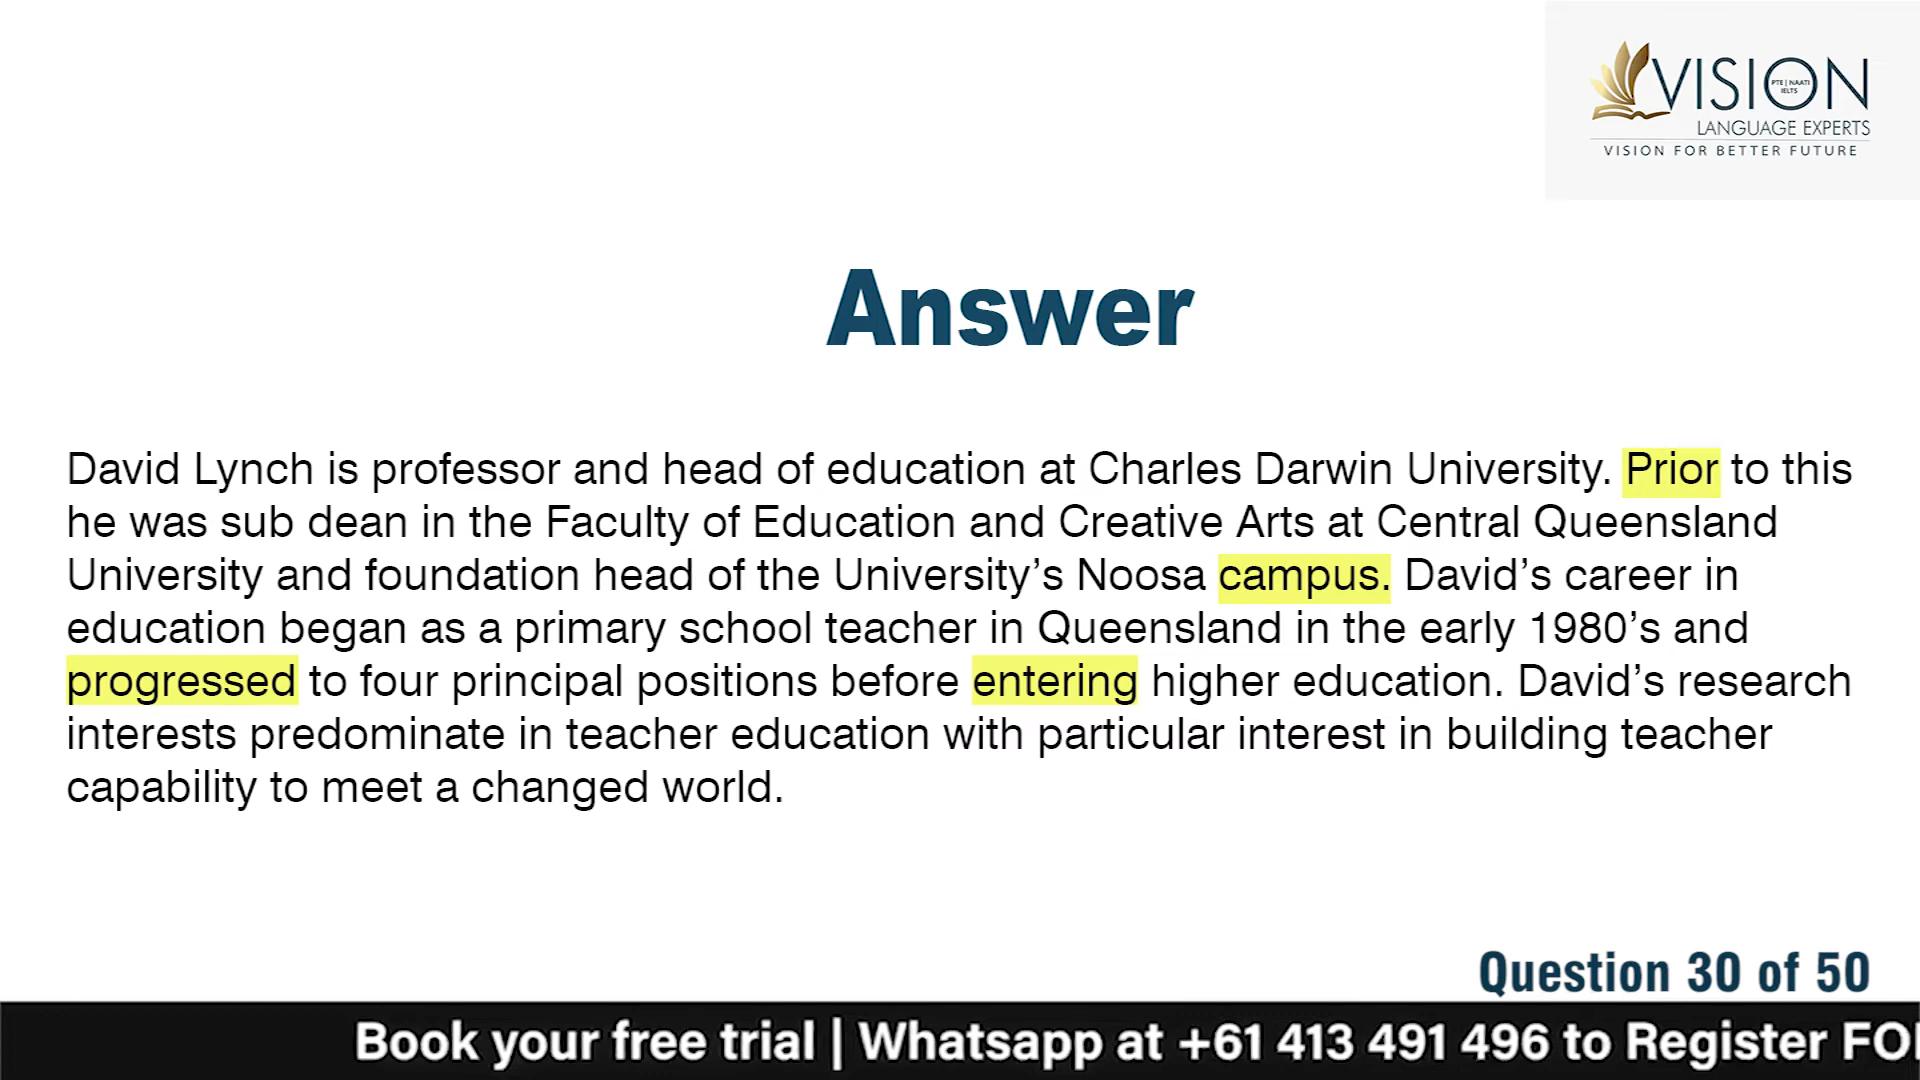 VISION
PTE | NAATI
IELTS
LANGUAGE EXPERTS
VISION FOR BETTER FUTURE
Answer
David Lynch is professor and head of education at Charles Darwin University. Prior to this
he was sub dean in the Faculty of Education and Creative Arts at Central Queensland
University and foundation head of the University’s Noosa campus. David’s career in
education began as a primary school teacher in Queensland in the early 1980’s and
progressed to four principal positions before entering higher education. David’s research
interests predominate in teacher education with particular interest in building teacher
capability to meet a changed world.
Question 30 of 50
Book your free trial | Whatsapp at +61 413 491 496 to Register